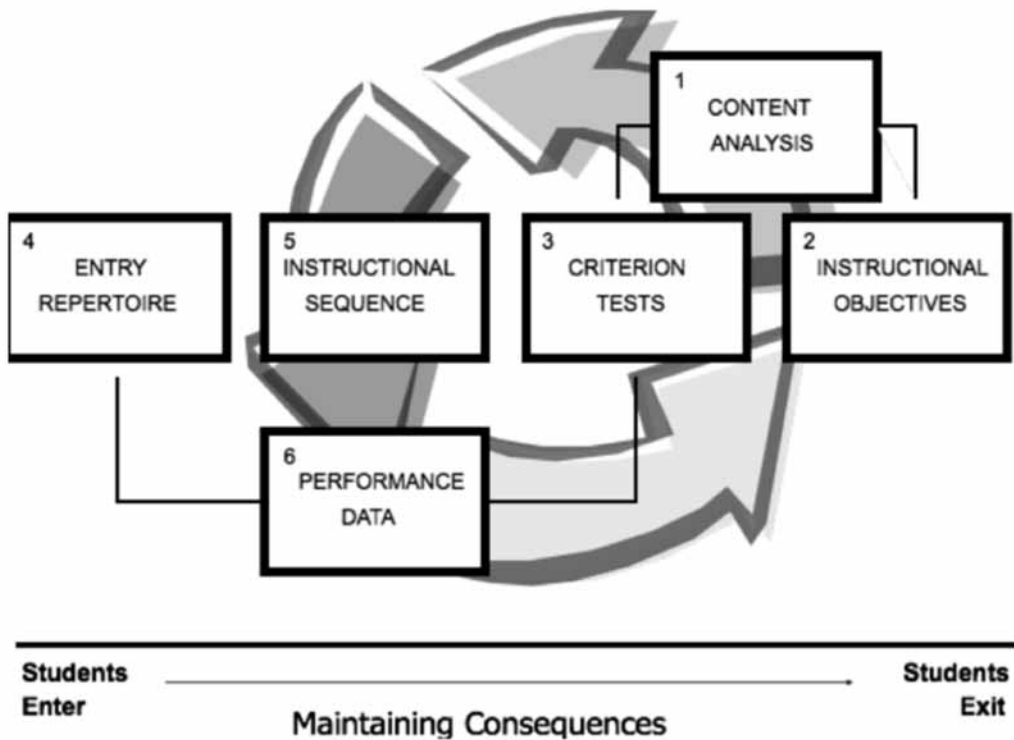 1
CONTENT
ANALYSIS
4
ENTRY
REPERTOIRE
5
INSTRUCTIONAL
SEQUENCE
3
CRITERION
TESTS
2
INSTRUCTIONAL
OBJECTIVES
6
PERFORMANCE
DATA
Students
Enter
Students
Exit
Maintaining Consequences